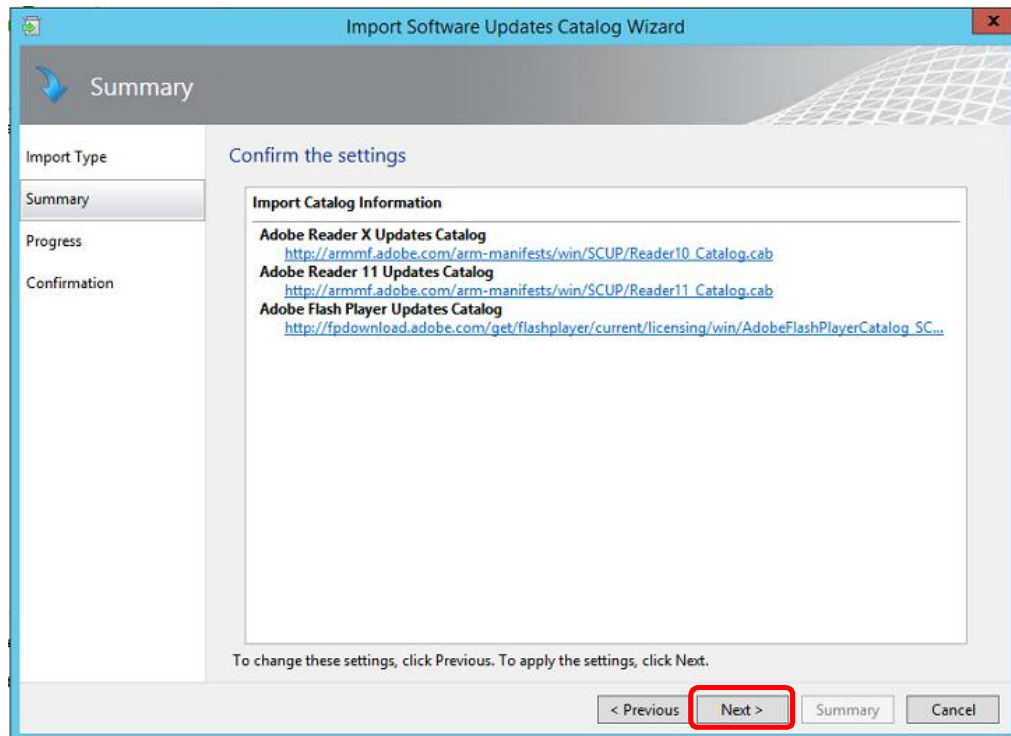 Import Software Updates Catalog Wizard
x
Summary
Import Type
Summary
Progress
Confirmation
Confirm the settings
Import Catalog Information
Adobe Reader X Updates Catalog
http://armmf.adobe.com/arm-manifests/win/SCUP/Reader10_Catalog.cab
Adobe Reader 11 Updates Catalog
http://armmf.adobe.com/arm-manifests/win/SCUP/Reader11_Catalog.cab
Adobe Flash Player Updates Catalog
http://fpdownload.adobe.com/get/flashplayer/current/licensing/win/AdobeFlashPlayerCatalog_SC...
To change these settings, click Previous. To apply the settings, click Next.
< Previous Next > Summary Cancel